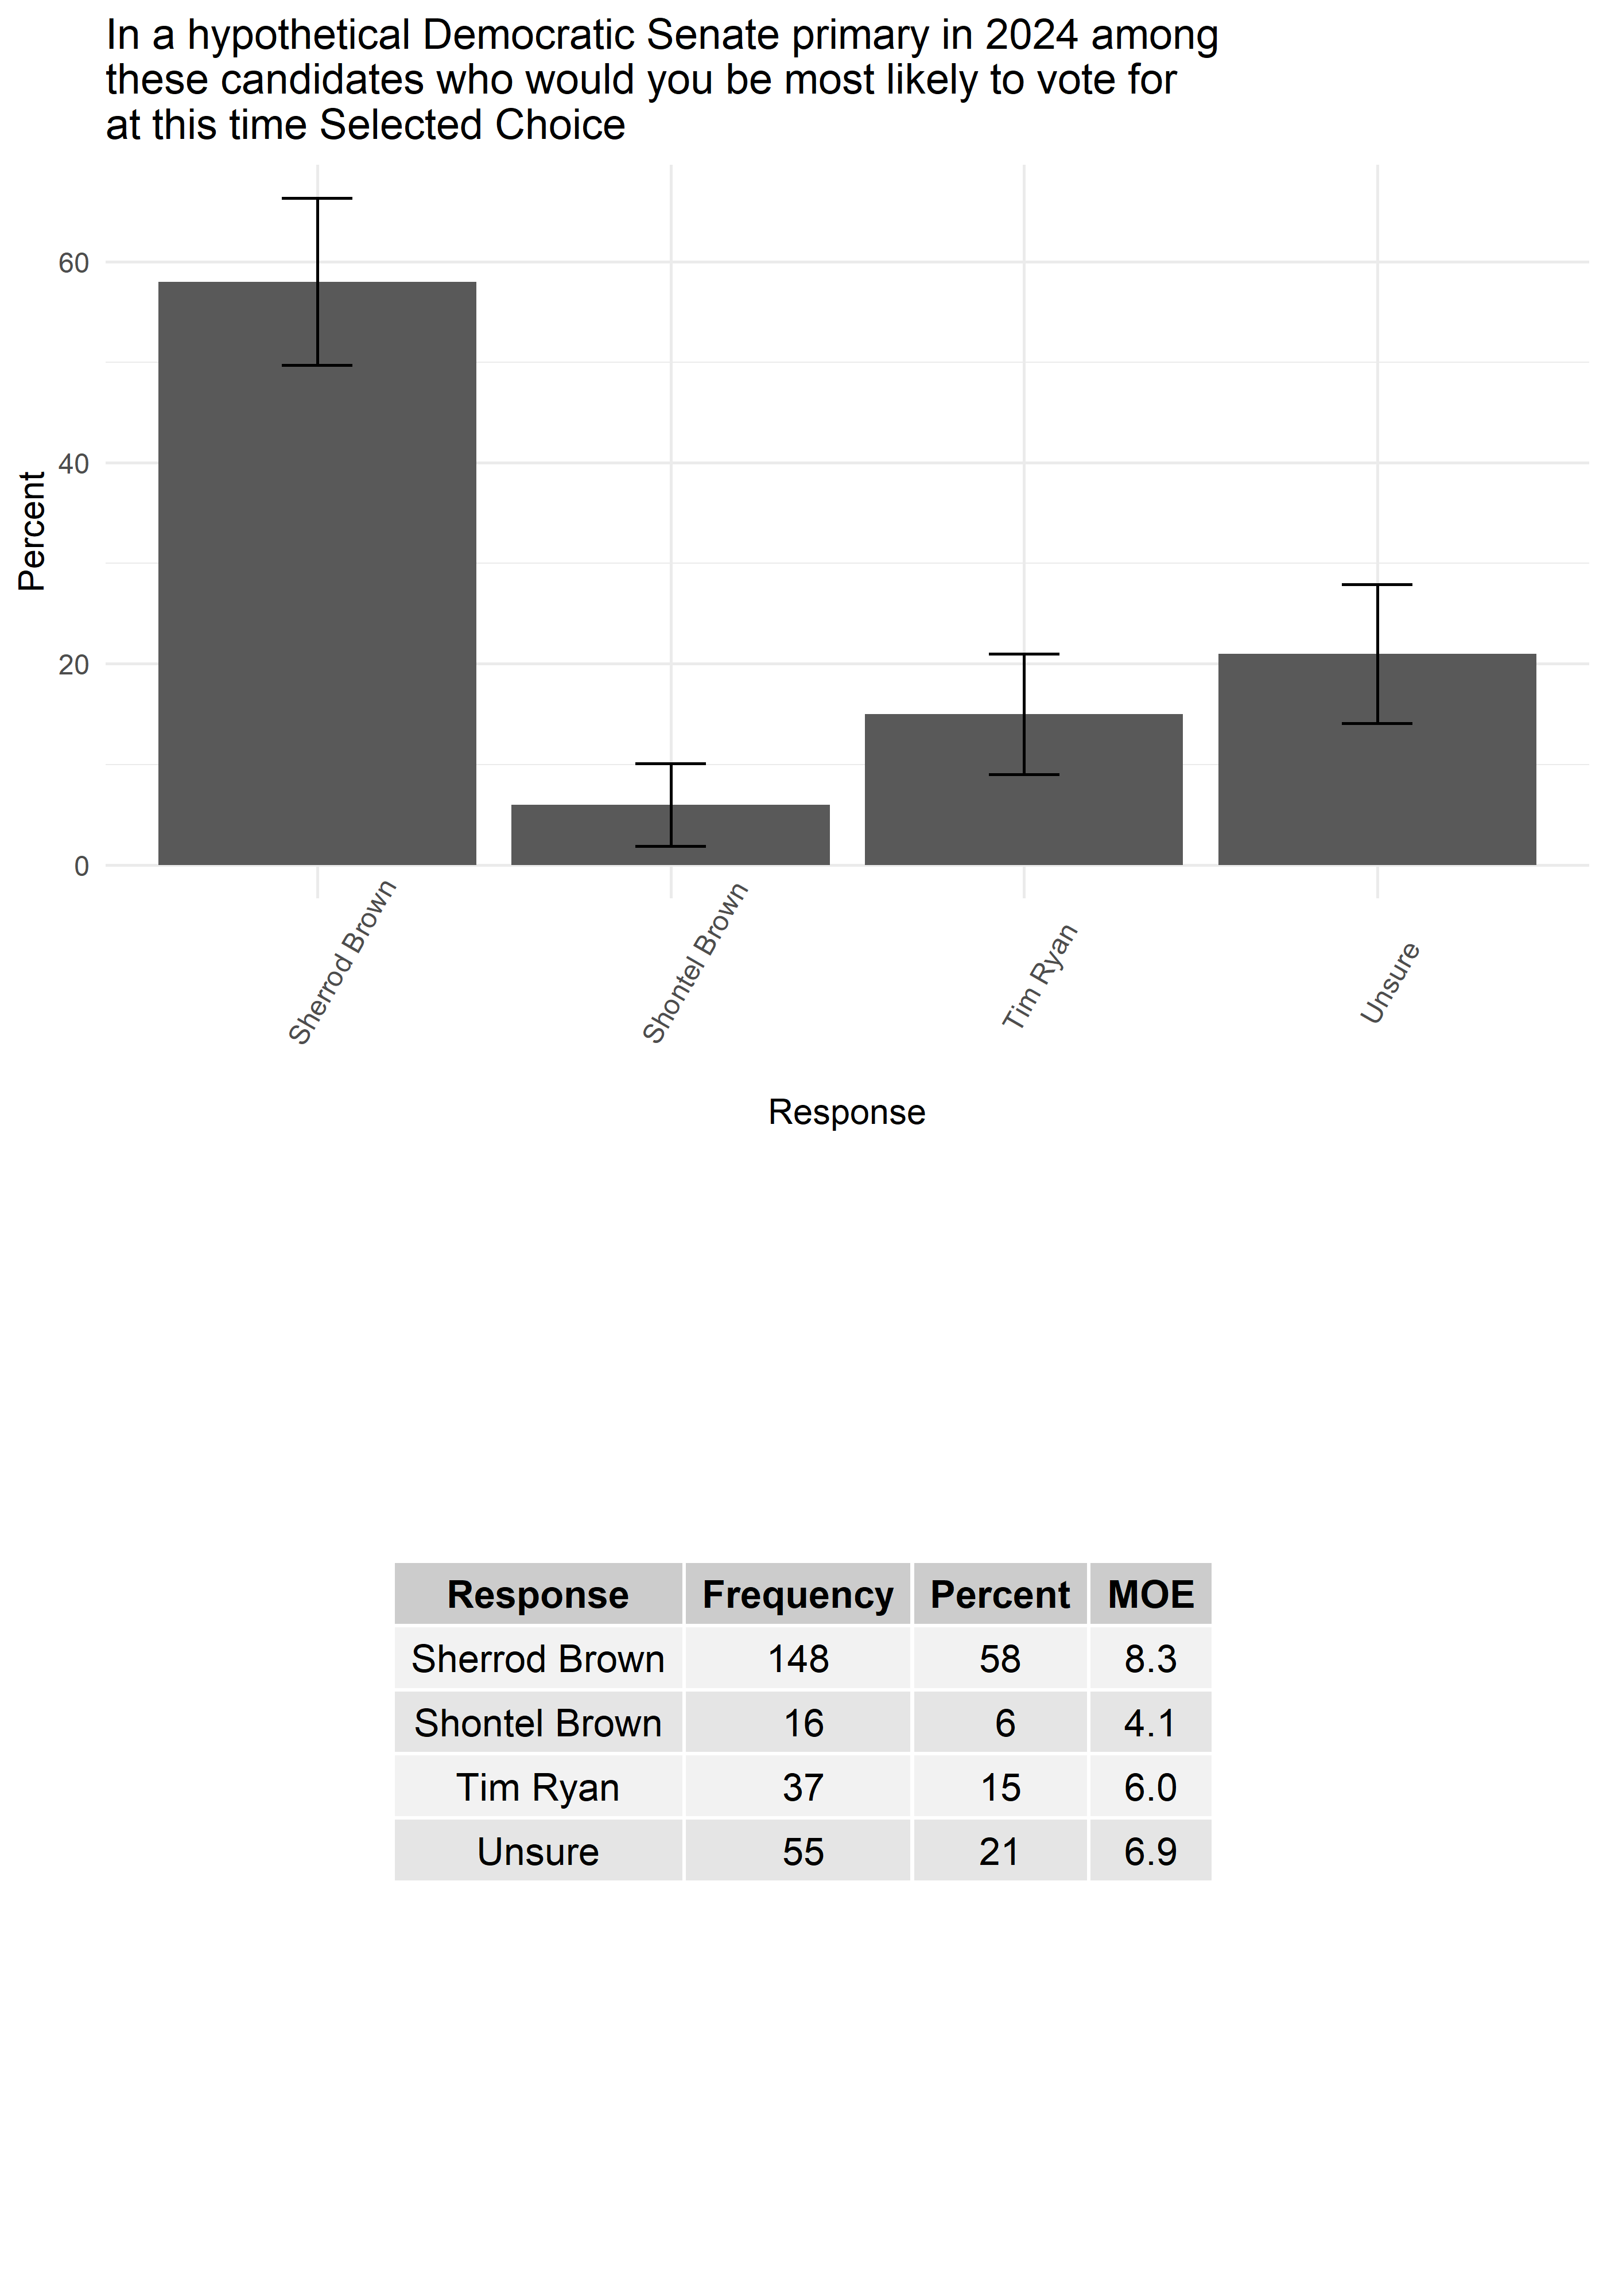 In a hypothetical Democratic Senate primary in 2024 among
these candidates who would you be most likely to vote for
at this time Selected Choice
60
40
20
0
Percent
Sherrod Brown
Shontel Brown
Tim Ryan
Unsure
Response
Response Frequency Percent MOE
Sherrod Brown 148 58 8.3
Shontel Brown 16 6 4.1
Tim Ryan 37 15 6.0
Unsure 55 21 6.9